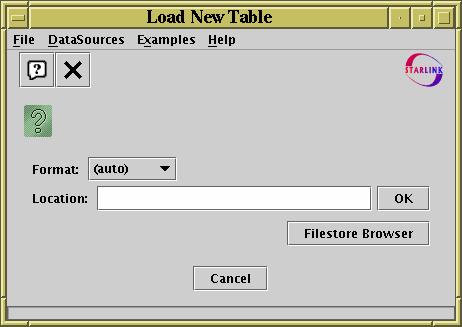 Load New Table
File DataSources Examples Help
STARLINK
Format: (auto)
Location: OK
Filestore Browser
Cancel